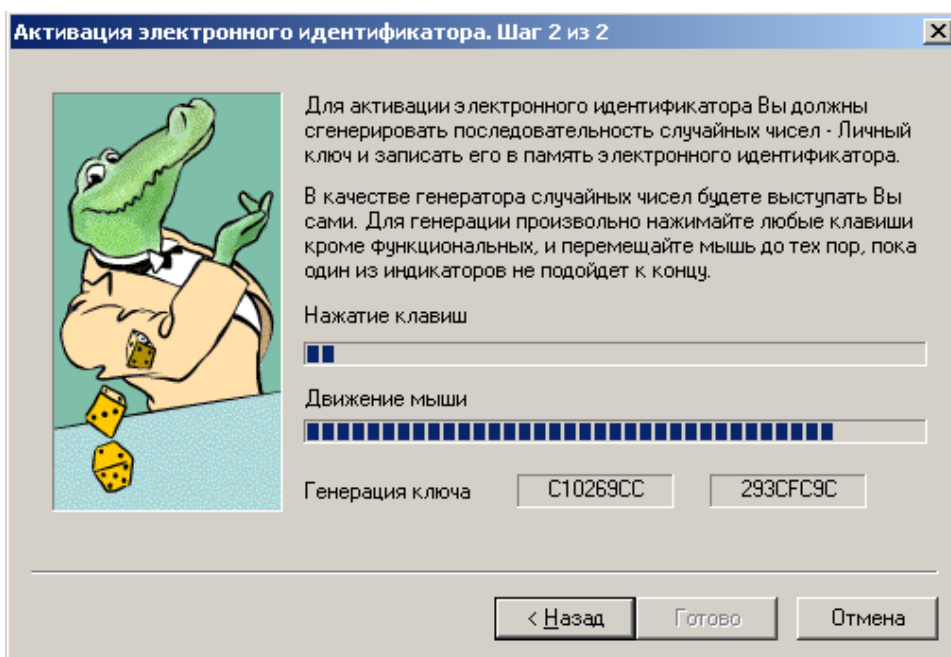 Активация электронного идентификатора. Шаг 2 из 2
Для активации электронного идентификатора Вы должны
сгенерировать последовательность случайных чисел - Личный
ключ и записать его в память электронного идентификатора.
В качестве генератора случайных чисел будете выступать Вы
сами. Для генерации произвольно нажимайте любые клавиши
кроме функциональных, и перемещайте мышь до тех пор, пока
один из индикаторов не подойдет к концу.
Нажатие клавиш
Движение мыши
Генерация ключа C10269CC 293CFC9C
< Назад Готово Отмена